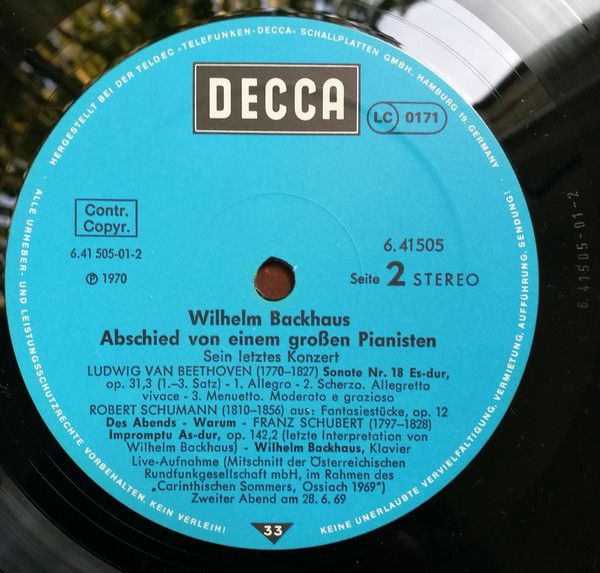 HERGESTELLT BEI DER TELDEC »TELEFUNKEN-DECCA« SCHALLPLATTEN GMBH, HAMBURG 19, GERMANY
DECCA
LC 0171
Contr.
Copyr.
6.41 505-01-2
Ⓟ 1970
6.41505
Seite 2 STEREO
Wilhelm Backhaus
Abschied von einem großen Pianisten
Sein letztes Konzert
LUDWIG VAN BEETHOVEN (1770–1827) Sonate Nr. 18 Es-dur,
op. 31,3 (1.–3. Satz) - 1. Allegro - 2. Scherzo. Allegretto
vivace - 3. Menuetto. Moderato e grazioso
ROBERT SCHUMANN (1810–1856) aus: Fantasiestücke, op. 12
Des Abends - Warum - FRANZ SCHUBERT (1797–1828)
Impromptu As-dur, op. 142,2 (letzte Interpretation von
Wilhelm Backhaus) - Wilhelm Backhaus, Klavier
Live-Aufnahme (Mitschnitt der Österreichischen
Rundfunkgesellschaft mbH, im Rahmen des
„Carinthischen Sommers, Ossiach 1969")
Zweiter Abend am 28. 6. 69
33
ALLE URHEBER- UND LEISTUNGSSCHUTZRECHTE VORBEHALTEN. KEIN VERLEIH!
KEINE UNERLAUBTE VERVIELFÄLTIGUNG, VERMIETUNG, AUFFÜHRUNG, SENDUNG!
6.41505-01-2